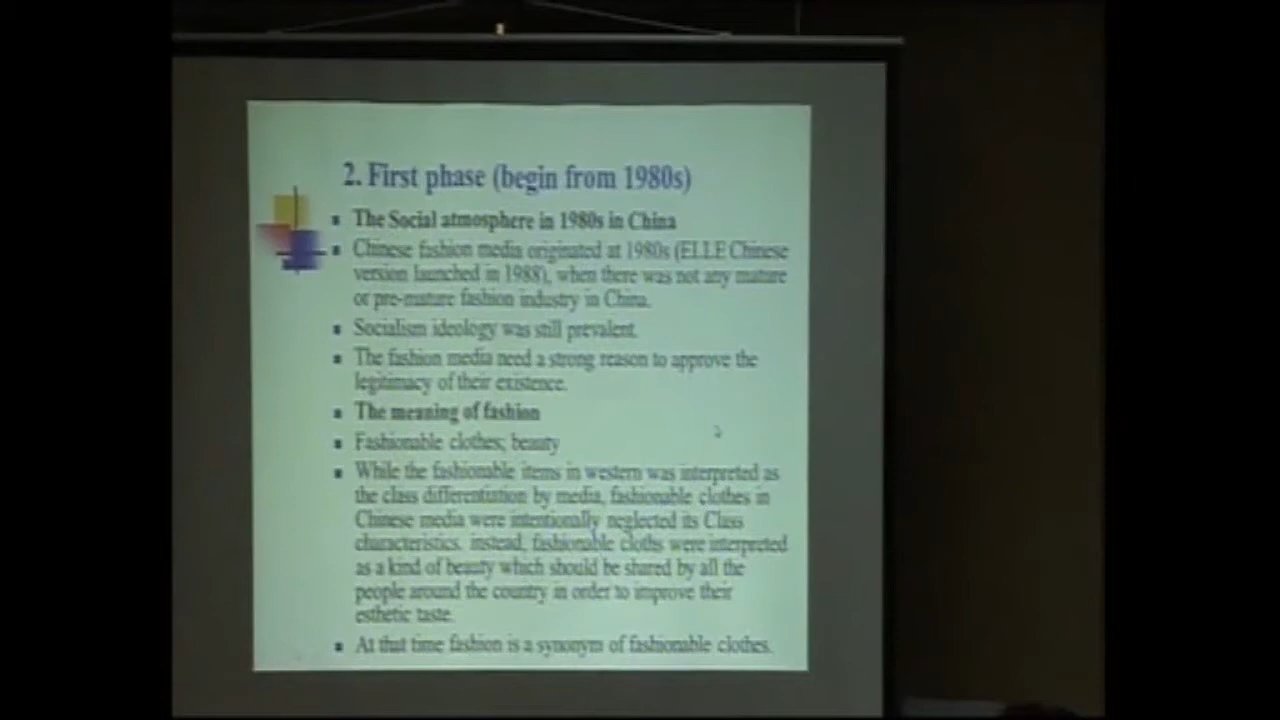 2. First phase (begin from 1980s)
The Social atmosphere in 1980s in China
Chinese fashion media originated at 1980s (ELLE Chinese
version launched in 1988), when there was not any mature
or pre-mature fashion industry in China.
Socialism ideology was still prevalent.
The fashion media need a strong reason to approve the
legitimacy of their existence.
The meaning of fashion
Fashionable clothes; beauty
While the fashionable items in western was interpreted as
the class differentiation by media, fashionable clothes in
Chinese media were intentionally neglected its Class
characteristics. instead, fashionable cloths were interpreted
as a kind of beauty which should be shared by all the
people around the country in order to improve their
esthetic taste.
At that time fashion is a synonym of fashionable clothes.